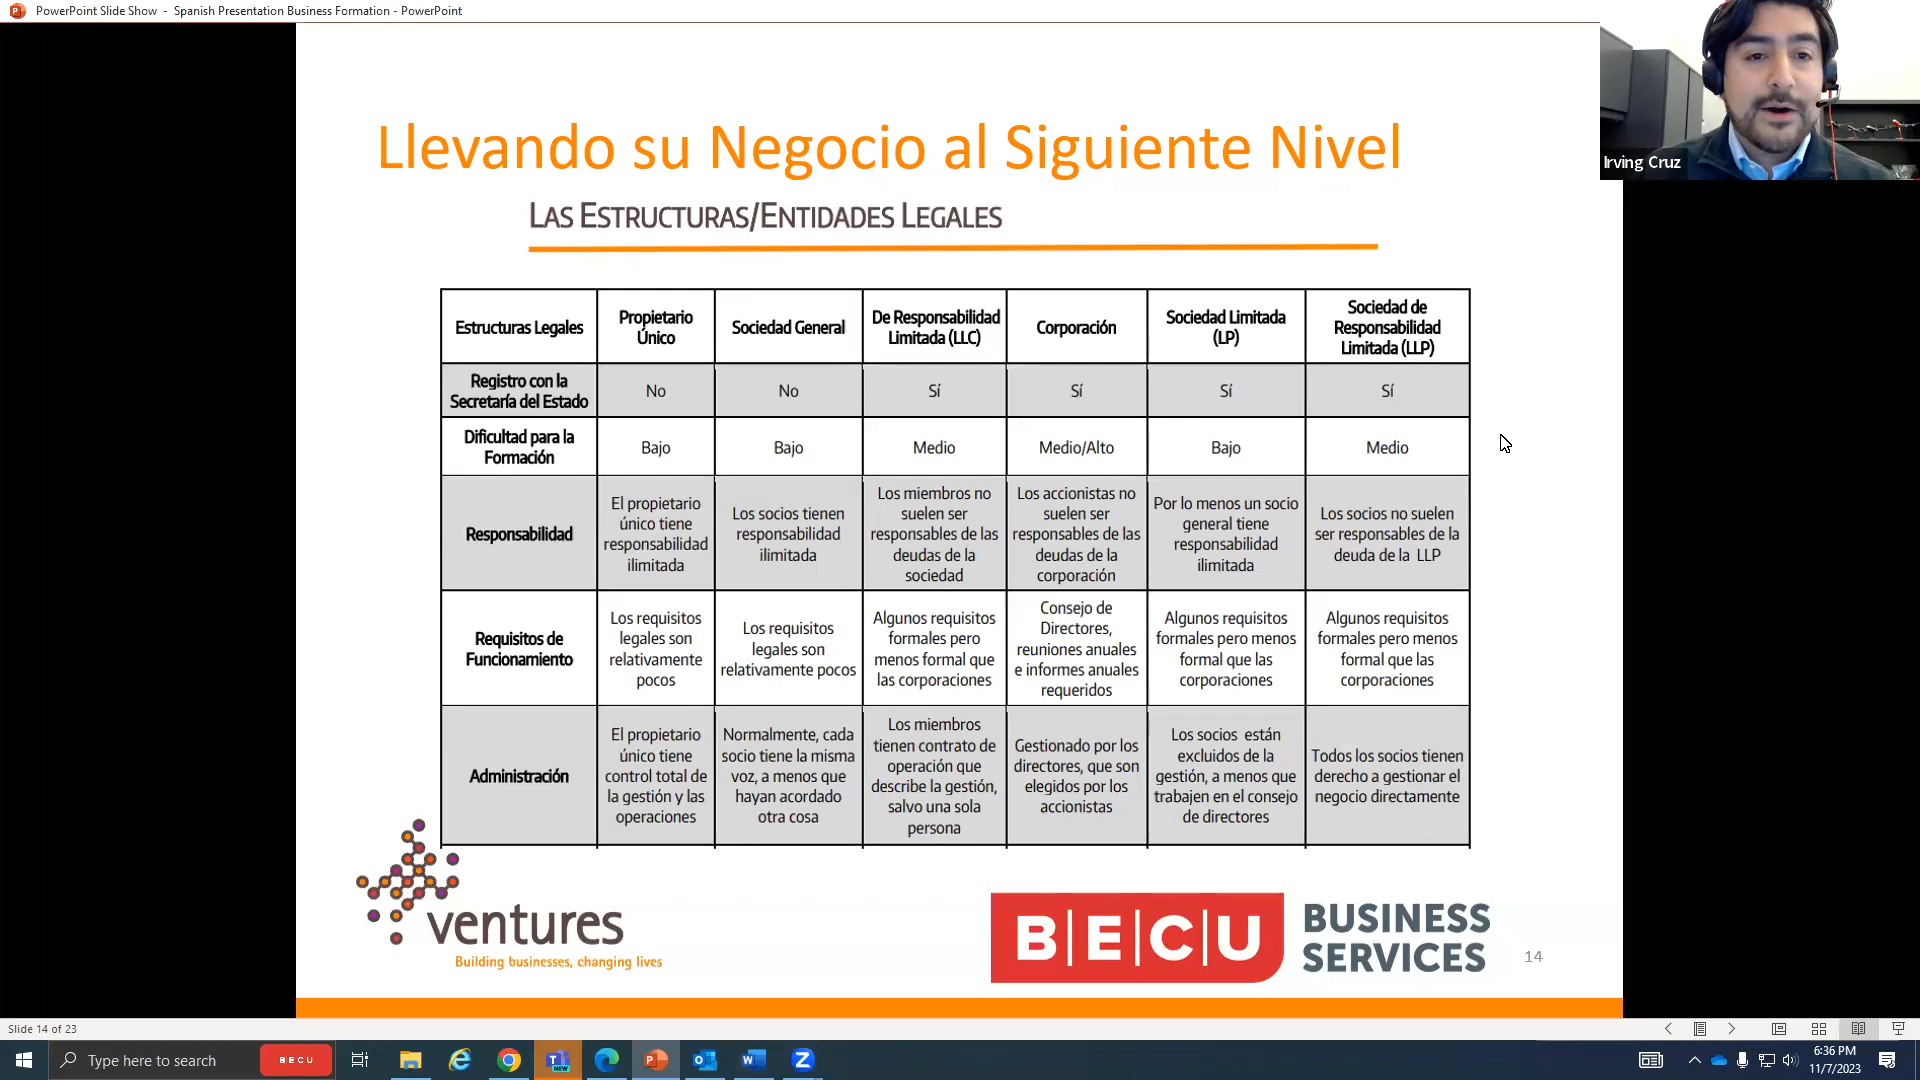 PowerPoint Slide Show - Spanish Presentation Business Formation - PowerPoint
Irving Cruz
Llevando su Negocio al Siguiente Nivel
LAS ESTRUCTURAS/ENTIDADES LEGALES
Estructuras Legales
Propietario
Único
Sociedad General
De Responsabilidad
Limitada (LLC)
Corporación
Sociedad Limitada
(LP)
Sociedad de
Responsabilidad
Limitada (LLP)
Registro con la
Secretaría del Estado
No
No
Sí
Sí
Sí
Sí
Dificultad para la
Formación
Bajo
Bajo
Medio
Medio/Alto
Bajo
Medio
Responsabilidad
El propietario
único tiene
responsabilidad
ilimitada
Los socios tienen
responsabilidad
ilimitada
Los miembros no
suelen ser
responsables de las
deudas de la
sociedad
Los accionistas no
suelen ser
responsables de las
deudas de la
corporación
Por lo menos un socio
general tiene
responsabilidad
ilimitada
Los socios no suelen
ser responsables de la
deuda de la LLP
Requisitos de
Funcionamiento
Los requisitos
legales son
relativamente
pocos
Los requisitos
legales son
relativamente pocos
Algunos requisitos
formales pero
menos formal que
las corporaciones
Consejo de
Directores,
reuniones anuales
e informes anuales
requeridos
Algunos requisitos
formales pero menos
formal que las
corporaciones
Algunos requisitos
formales pero menos
formal que las
corporaciones
Administración
El propietario
único tiene
control total de
la gestión y las
operaciones
Normalmente, cada
socio tiene la misma
voz, a menos que
hayan acordado
otra cosa
Los miembros
tienen contrato de
operación que
describe la gestión,
salvo una sola
persona
Gestionado por los
directores, que son
elegidos por los
accionistas
Los socios están
excluidos de la
gestión, a menos que
trabajen en el consejo
de directores
Todos los socios tienen
derecho a gestionar el
negocio directamente
ventures
Building businesses, changing lives
BECU
BUSINESS
SERVICES
14
Slide 14 of 23
Type here to search
BECU
NEW
6:36 PM
11/7/2023